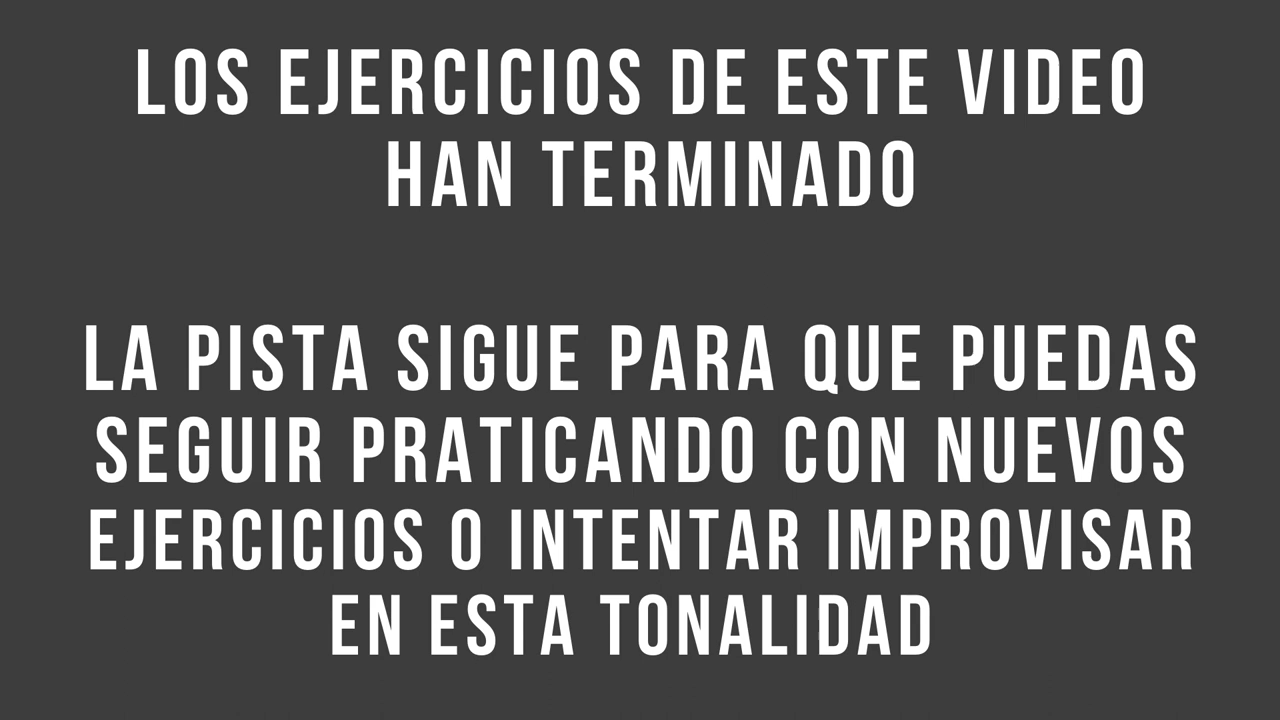 LOS EJERCICIOS DE ESTE VIDEO
HAN TERMINADO
LA PISTA SIGUE PARA QUE PUEDAS
SEGUIR PRATICANDO CON NUEVOS
EJERCICIOS O INTENTAR IMPROVISAR
EN ESTA TONALIDAD